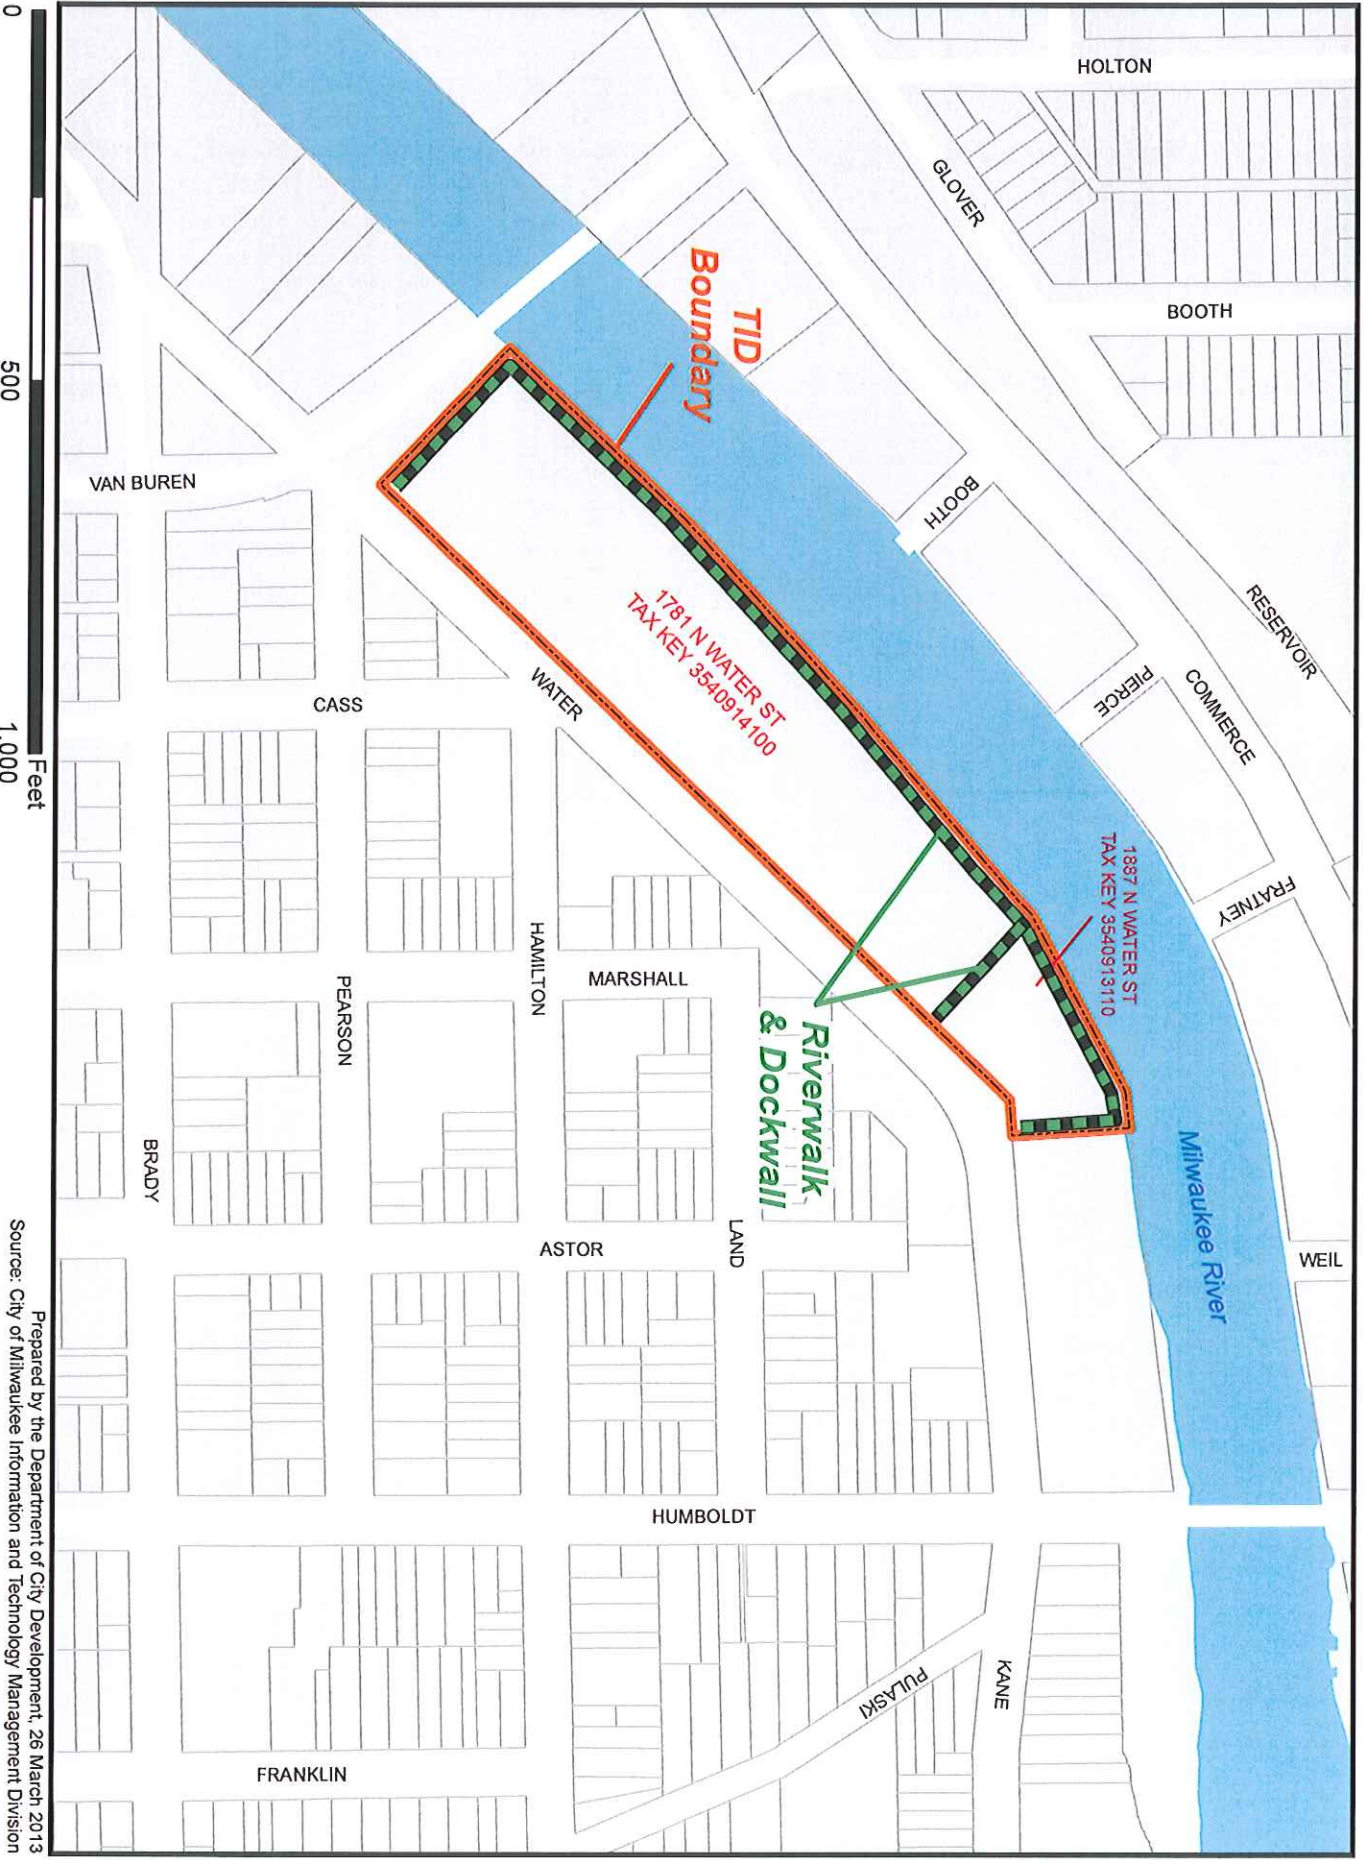 HOLTON
GLOVER
BOOTH
TID
Boundary
VAN BUREN
BOOTH
RESERVOIR
1781 N WATER ST
TAX KEY 3540914100
PIERCE
COMMERCE
WATER
CASS
1887 N WATER ST
TAX KEY 3540913110
FRATNEY
HAMILTON
MARSHALL
PEARSON
Riverwalk
& Dockwall
Milwaukee River
BRADY
LAND
ASTOR
WEIL
HUMBOLDT
KANE
PULASKI
FRANKLIN
0 500 1,000
Feet
Prepared by the Department of City Development, 26 March 2013
Source: City of Milwaukee Information and Technology Management Division